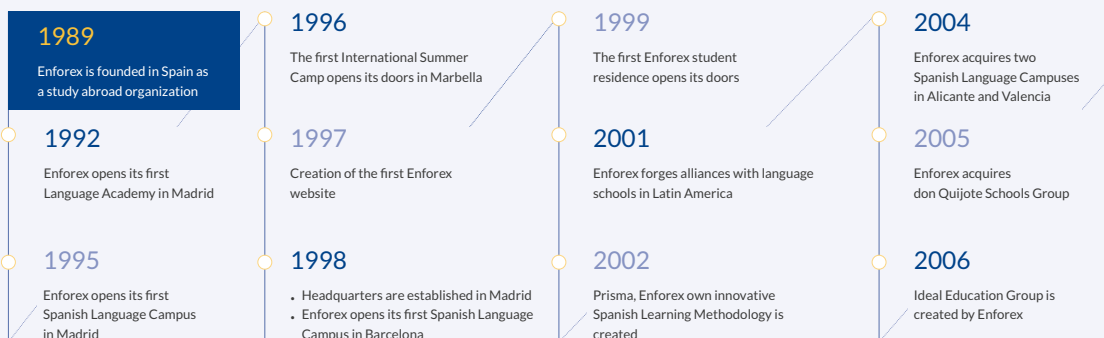 1989
Enforex is founded in Spain as
a study abroad organization
1992
Enforex opens its first
Language Academy in Madrid
1995
Enforex opens its first
Spanish Language Campus
in Madrid
1996
The first International Summer
Camp opens its doors in Marbella
1997
Creation of the first Enforex
website
1998
• Headquarters are established in Madrid
• Enforex opens its first Spanish Language
Campus in Barcelona
1999
The first Enforex student
residence opens its doors
2001
Enforex forges alliances with language
schools in Latin America
2002
Prisma, Enforex own innovative
Spanish Learning Methodology is
created
2004
Enforex acquires two
Spanish Language Campuses
in Alicante and Valencia
2005
Enforex acquires
don Quijote Schools Group
2006
Ideal Education Group is
created by Enforex